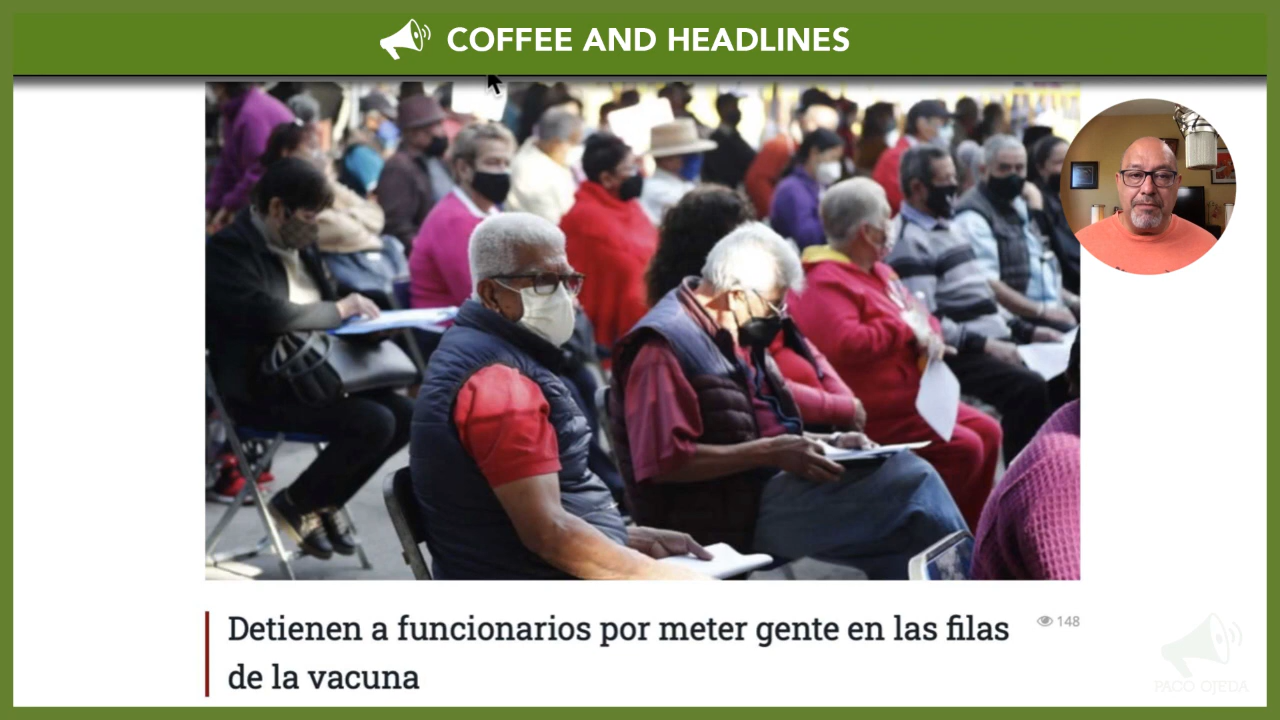 COFFEE AND HEADLINES
Detienen a funcionarios por meter gente en las filas
de la vacuna
148
PACO OJEDA